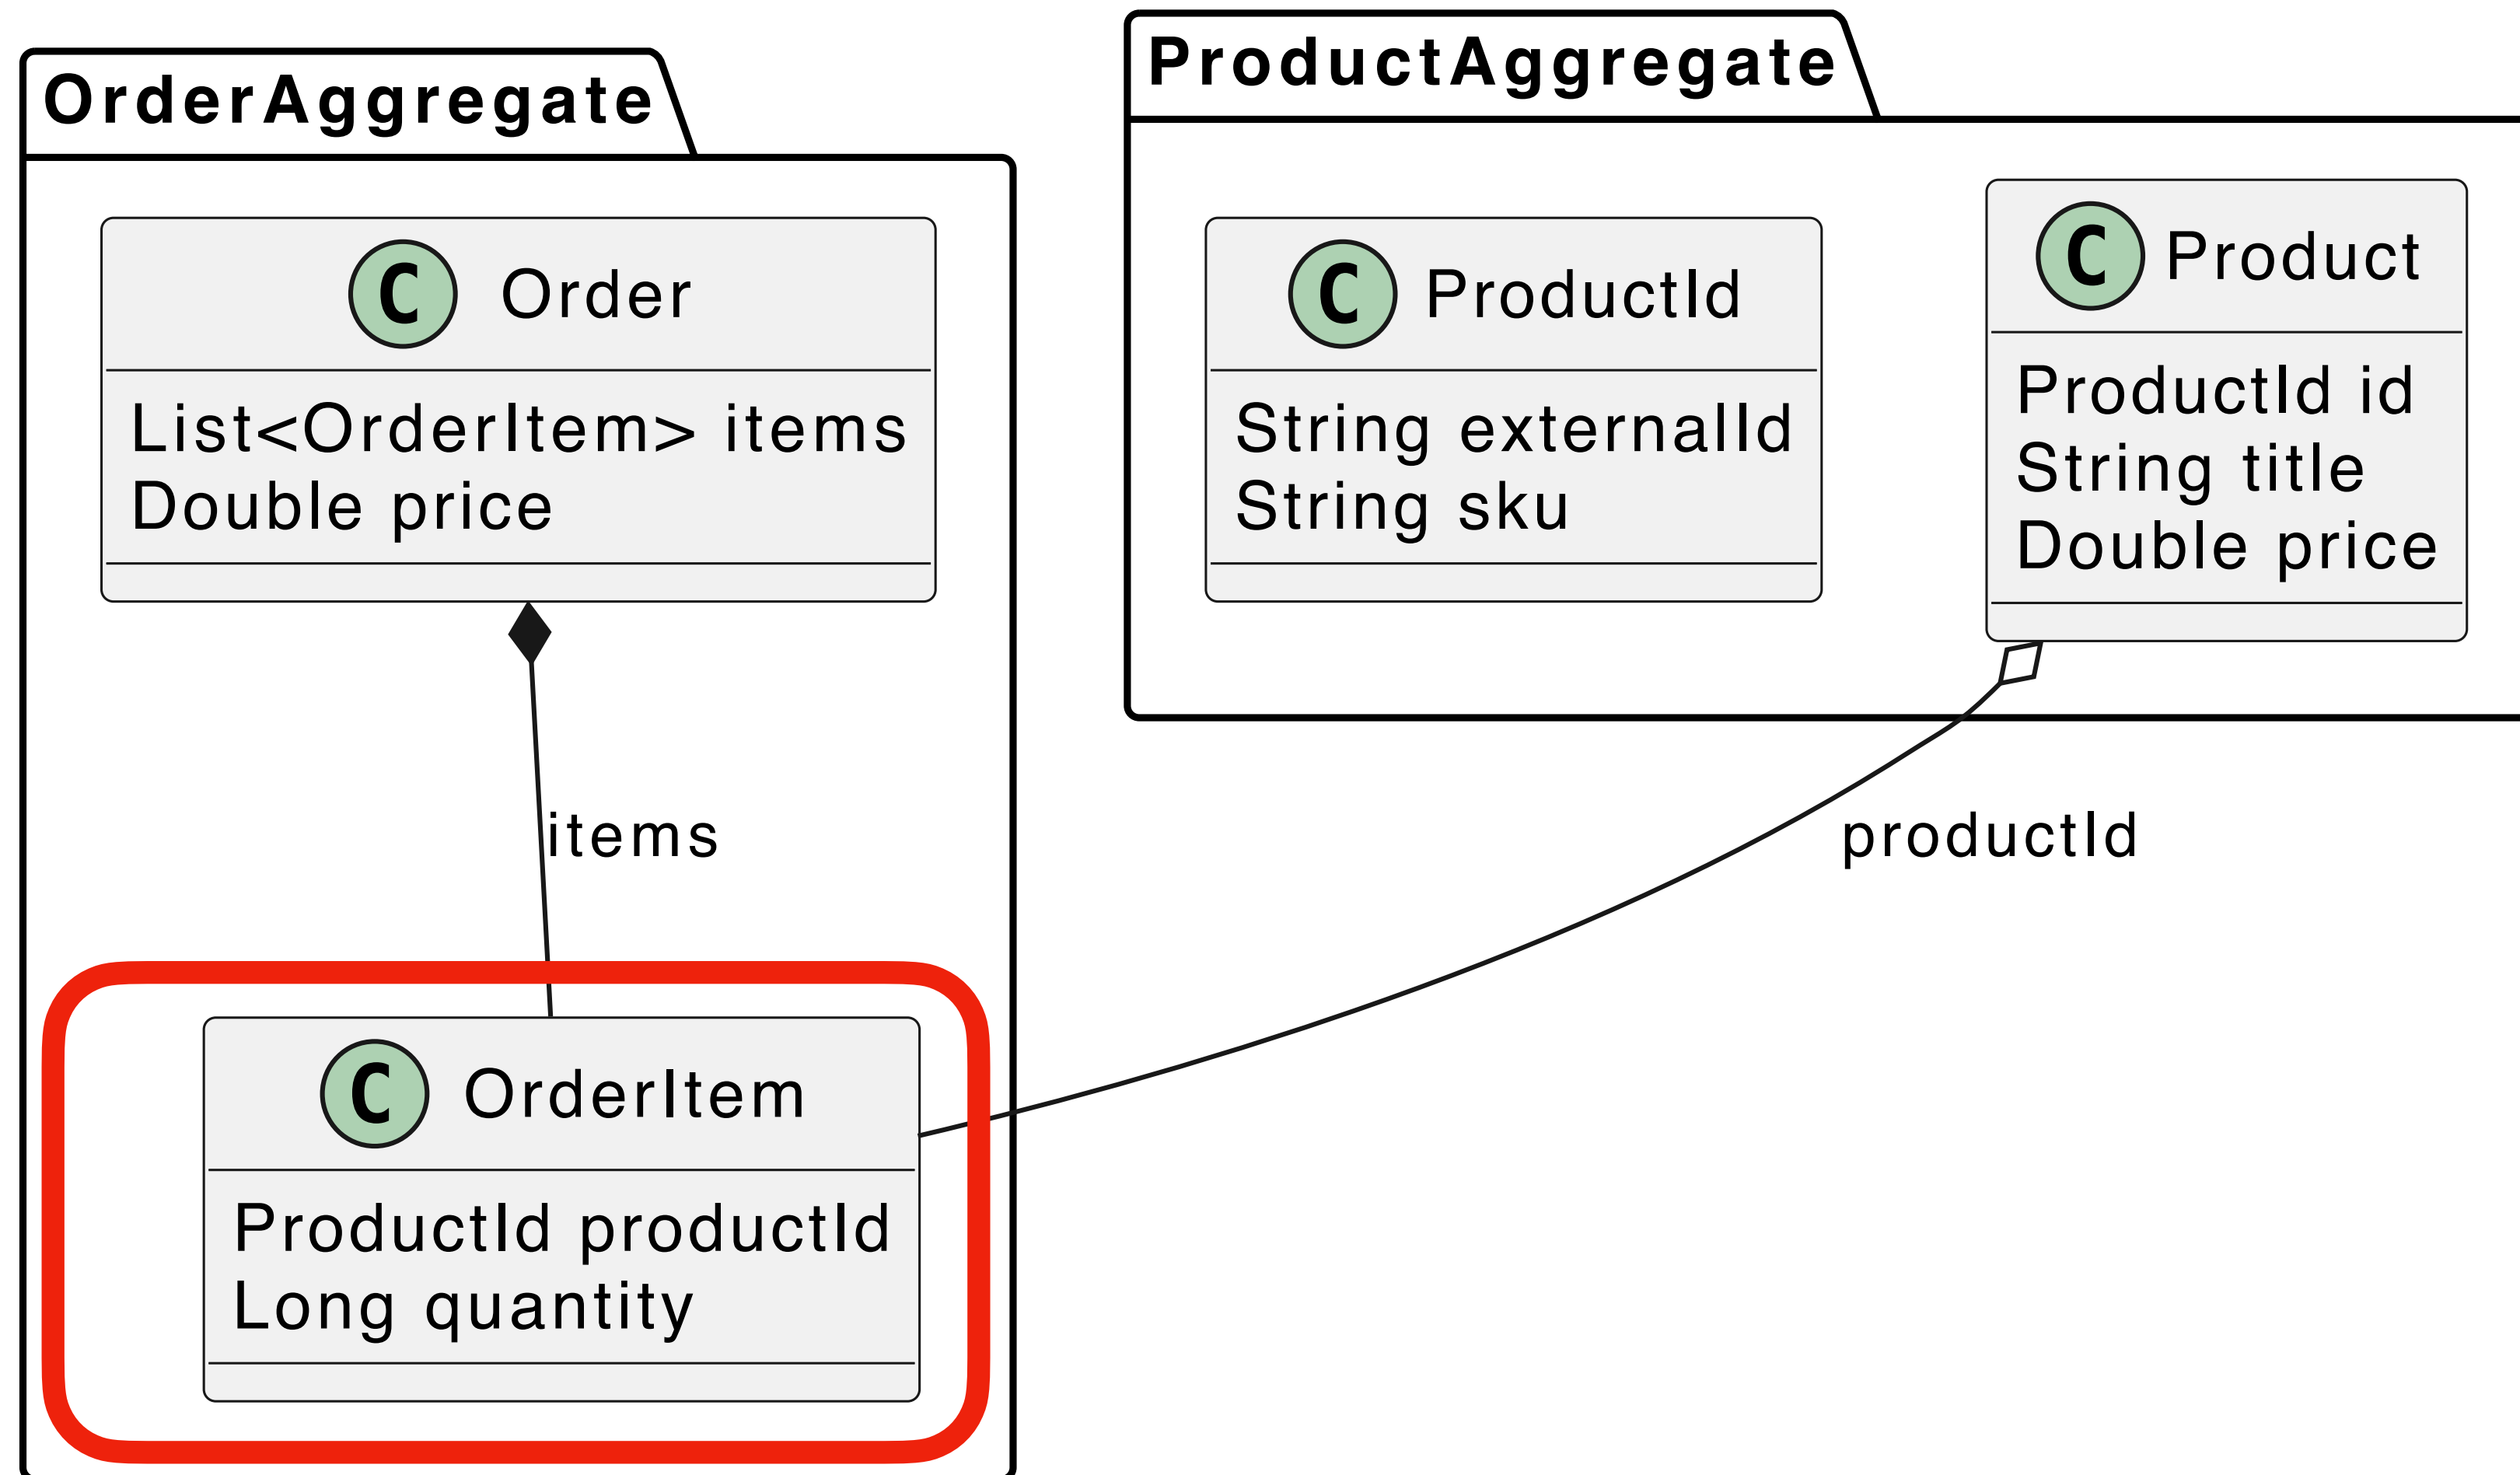 OrderAggregate
C Order
List<OrderItem> items
Double price
items
C OrderItem
ProductId productId
Long quantity
ProductAggregate
C ProductId
String externalId
String sku
C Product
ProductId id
String title
Double price
productId